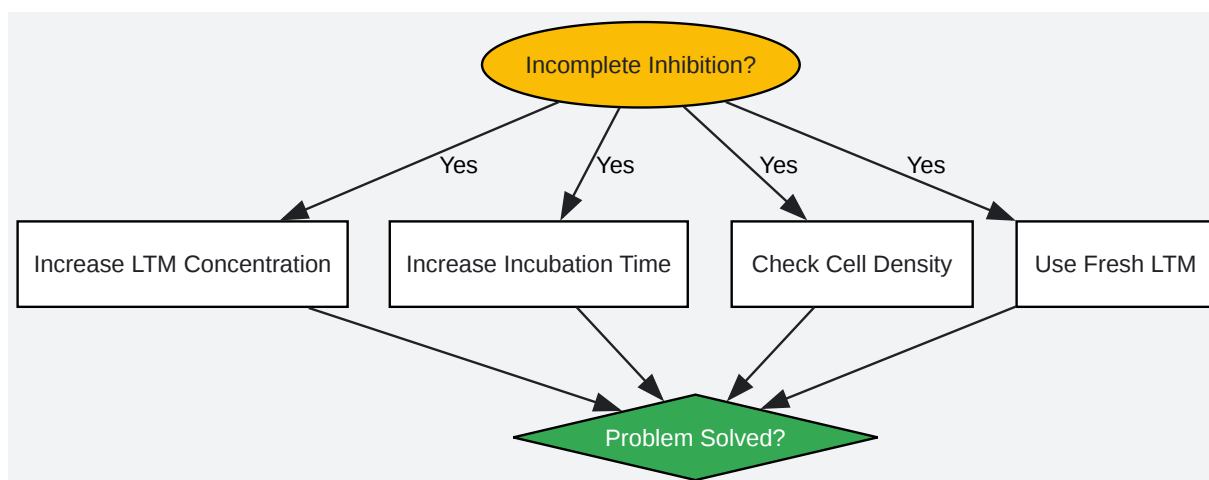 Incomplete Inhibition?
Yes
Yes
Yes
Yes
Increase LTM Concentration
Increase Incubation Time
Check Cell Density
Use Fresh LTM
Problem Solved?